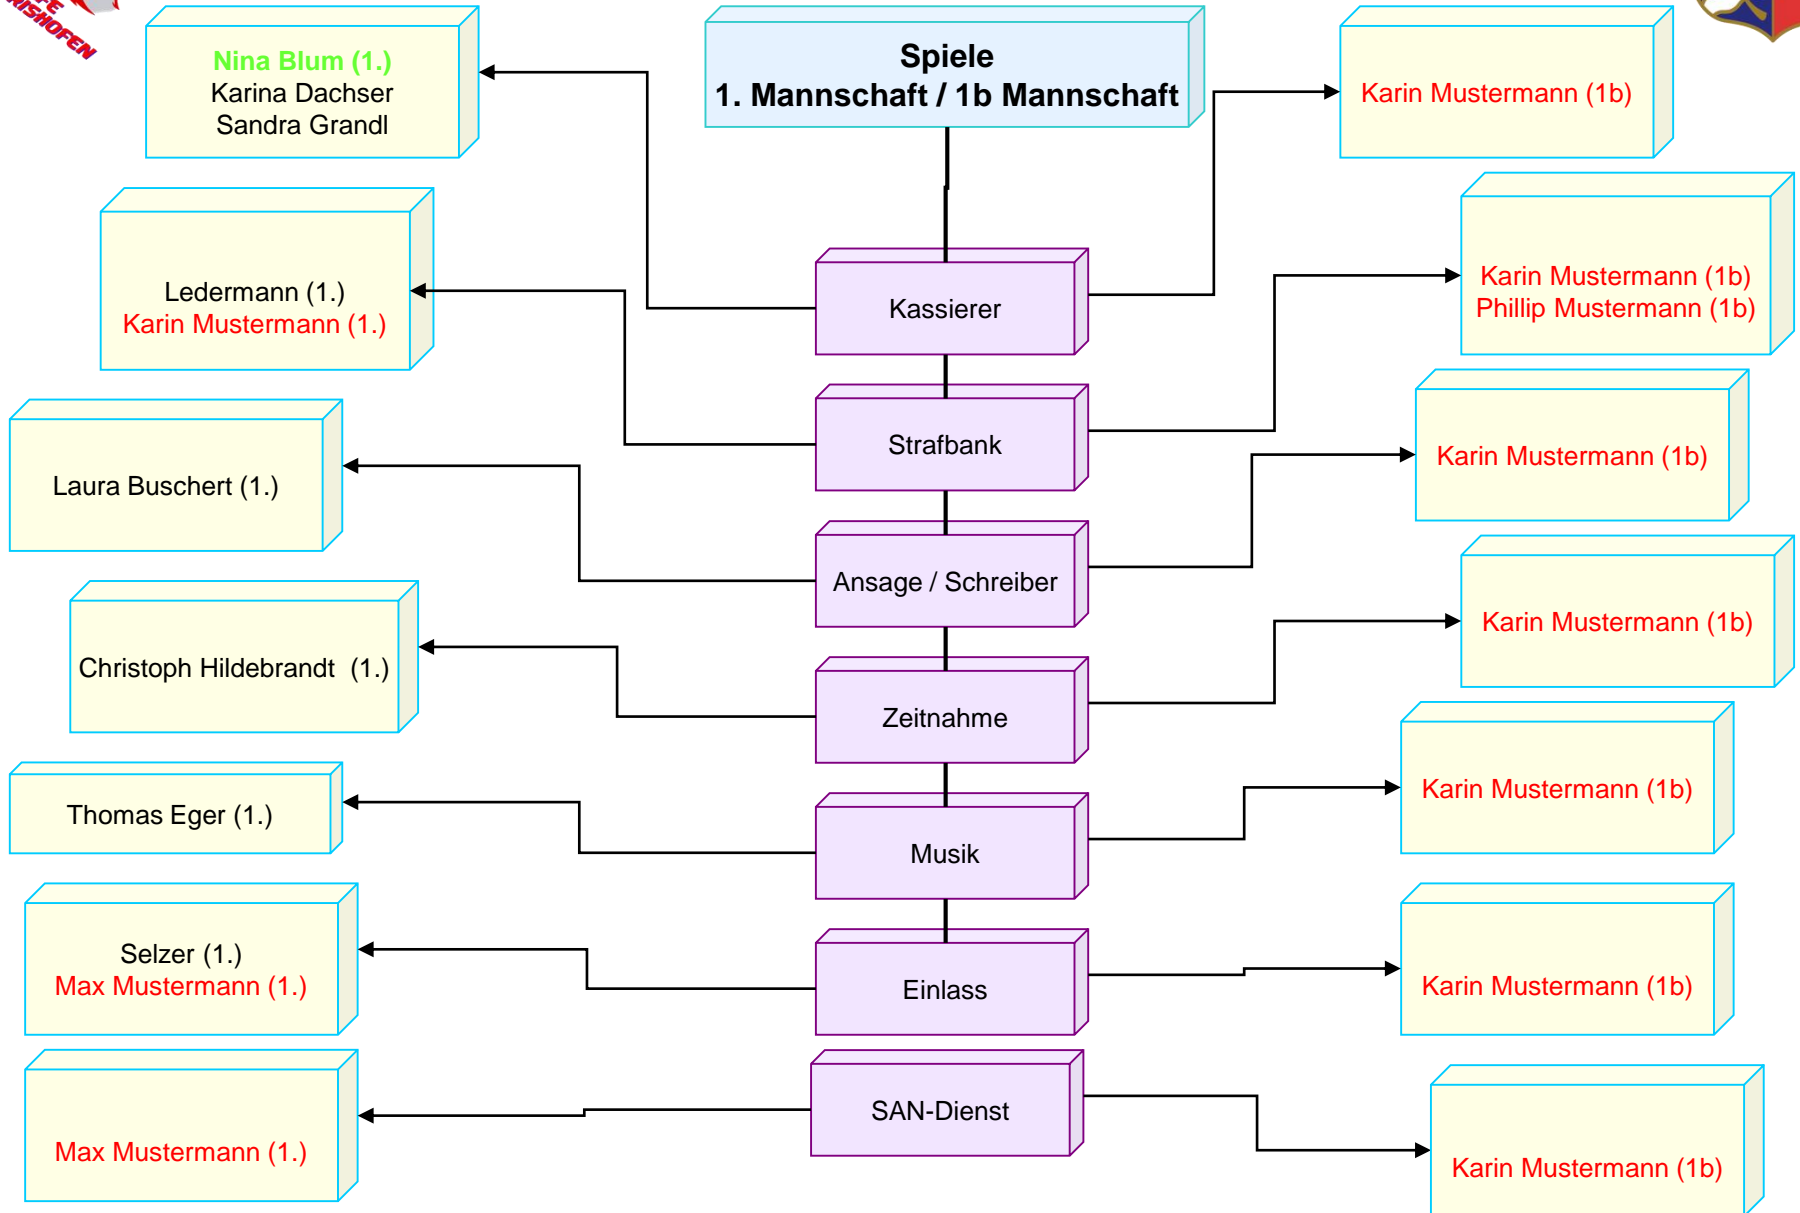 RISHOFEN
Nina Blum (1.)
Karina Dachser
Sandra Grandl
Spiele
1. Mannschaft / 1b Mannschaft
Karin Mustermann (1b)
Ledermann (1.)
Karin Mustermann (1.)
Kassierer
Karin Mustermann (1b)
Phillip Mustermann (1b)
Laura Buschert (1.)
Strafbank
Karin Mustermann (1b)
Ansage / Schreiber
Christoph Hildebrandt (1.)
Zeitnahme
Karin Mustermann (1b)
Thomas Eger (1.)
Musik
Karin Mustermann (1b)
Selzer (1.)
Max Mustermann (1.)
Einlass
Karin Mustermann (1b)
Max Mustermann (1.)
SAN-Dienst
Karin Mustermann (1b)